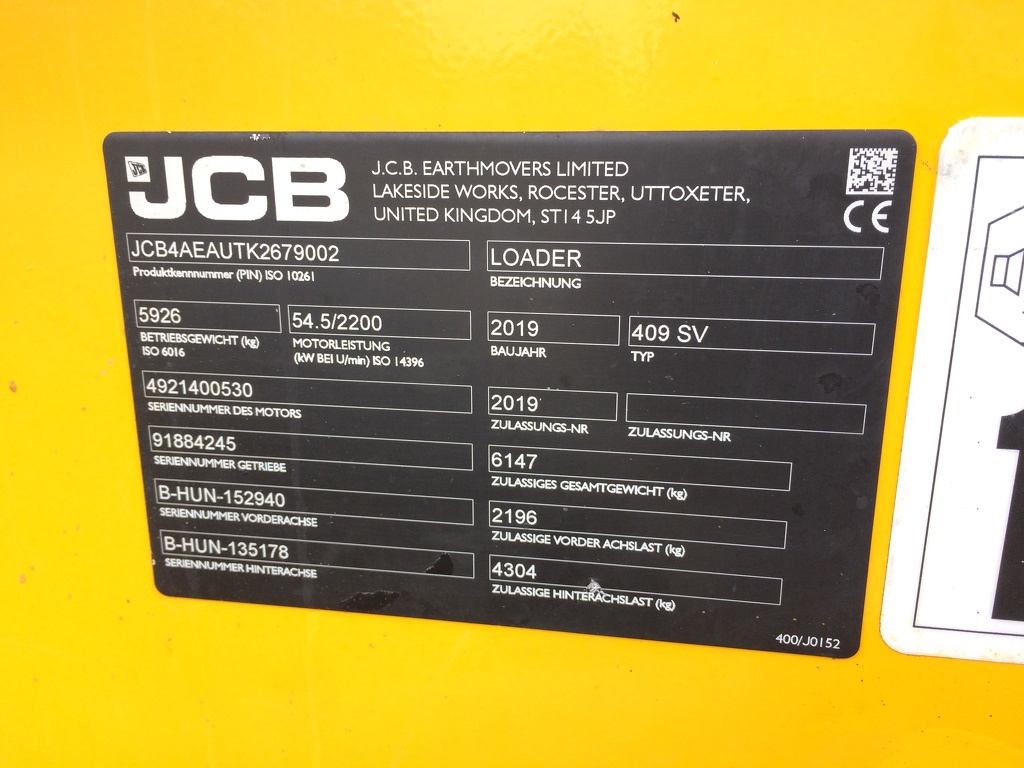 JCB
JCB
J.C.B. EARTHMOVERS LIMITED
LAKESIDE WORKS, ROCESTER, UTTOXETER,
UNITED KINGDOM, ST14 5JP
CE
JCB4AEAUTK2679002
Produktkennnummer (PIN) ISO 10261
LOADER
BEZEICHNUNG
5926
BETRIEBSGEWICHT (kg)
ISO 6016
54.5/2200
MOTORLEISTUNG
(kW BEI U/min) ISO 14396
2019
BAUJAHR
409 SV
TYP
4921400530
SERIENNUMMER DES MOTORS
2019
ZULASSUNGS-NR
ZULASSUNGS-NR
91884245
SERIENNUMMER GETRIEBE
6147
ZULASSIGES GESAMTGEWICHT (kg)
B-HUN-152940
SERIENNUMMER VORDERACHSE
2196
ZULASSIGE VORDER ACHSLAST (kg)
B-HUN-135178
SERIENNUMMER HINTERACHSE
4304
ZULASSIGE HINTERACHSLAST (kg)
400/J0152